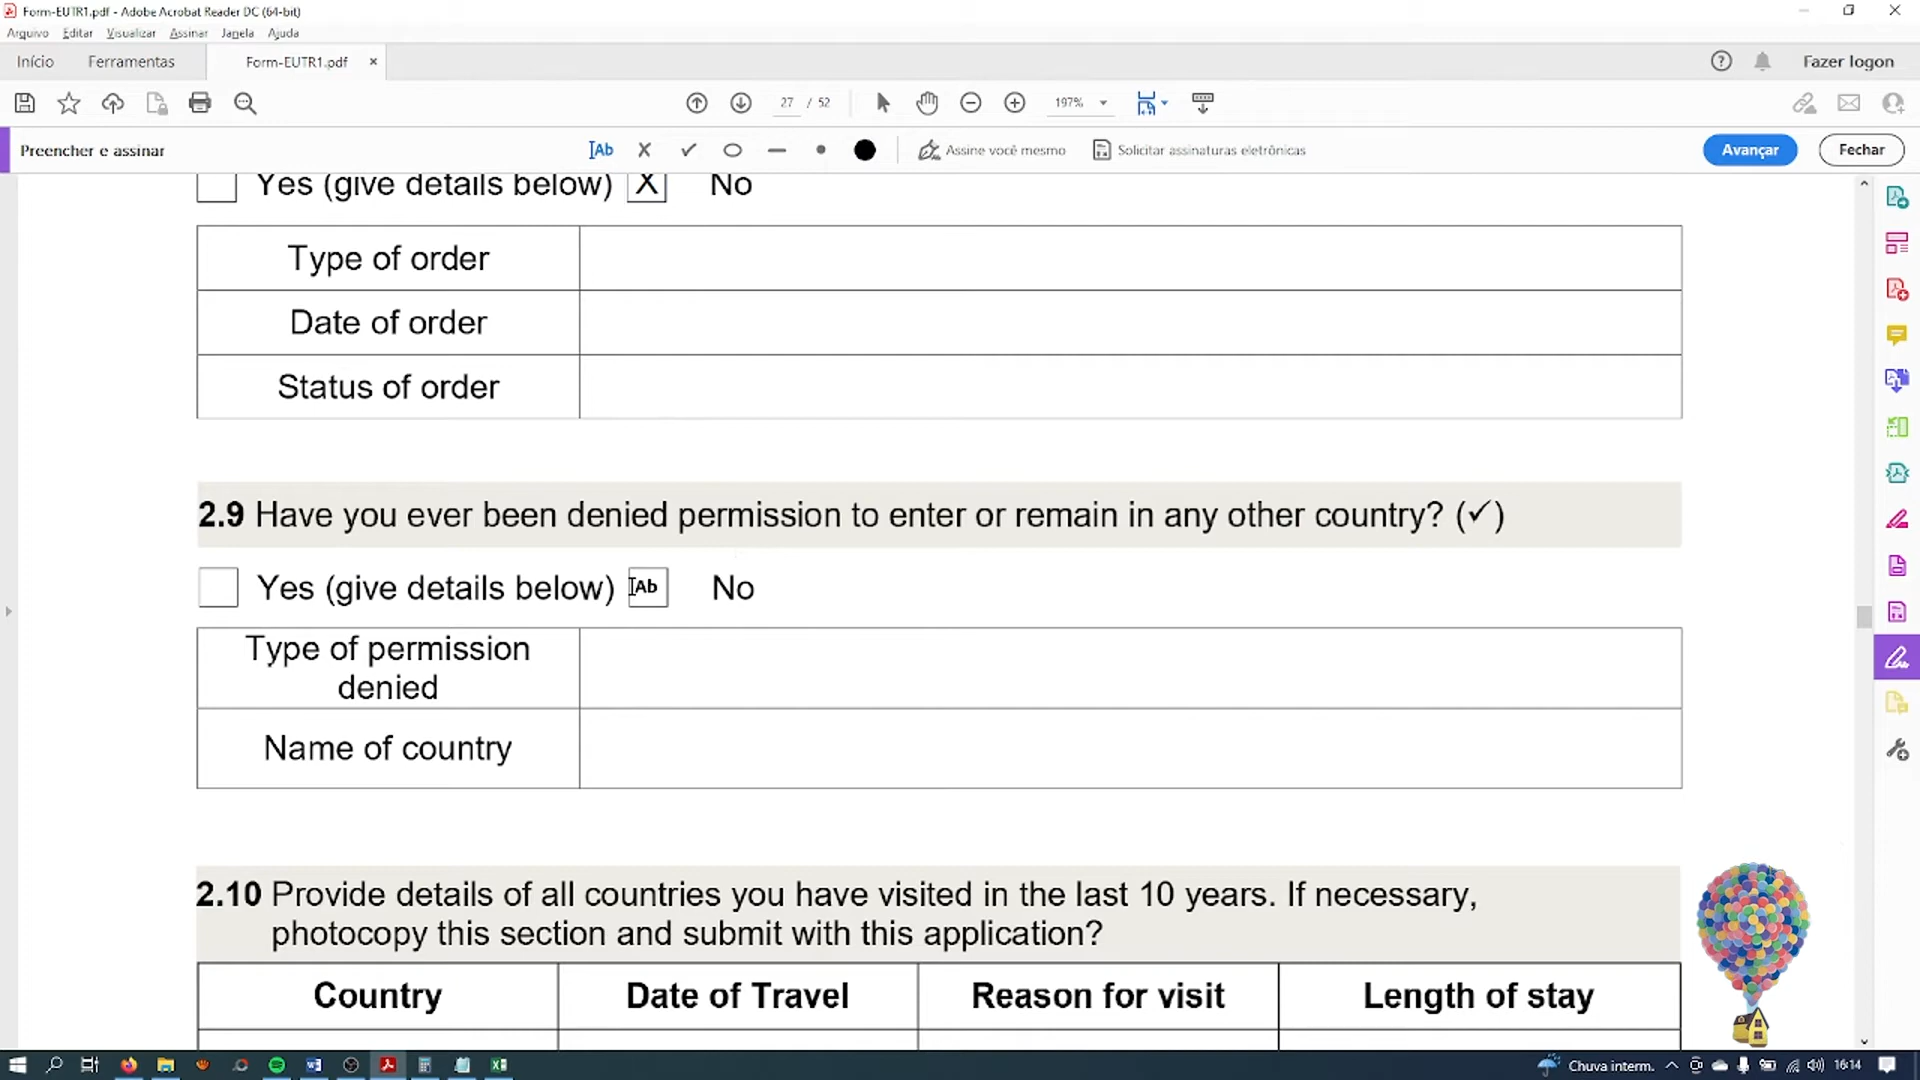 Form-EUTR1.pdf - Adobe Acrobat Reader DC (64-bit)
Arquivo Editar Visualizar Assinar Janela Ajuda
Início Ferramentas Form-EUTR1.pdf × Fazer logon
27 / 52 197%
Preencher e assinar Ab Assine você mesmo Solicitar assinaturas eletrônicas Avançar Fechar
Yes (give details below) X No
Type of order
Date of order
Status of order
2.9 Have you ever been denied permission to enter or remain in any other country? (✓)
Yes (give details below) Ab No
Type of permission
denied
Name of country
2.10 Provide details of all countries you have visited in the last 10 years. If necessary,
photocopy this section and submit with this application?
Country Date of Travel Reason for visit Length of stay
Chuva interm. 16:14